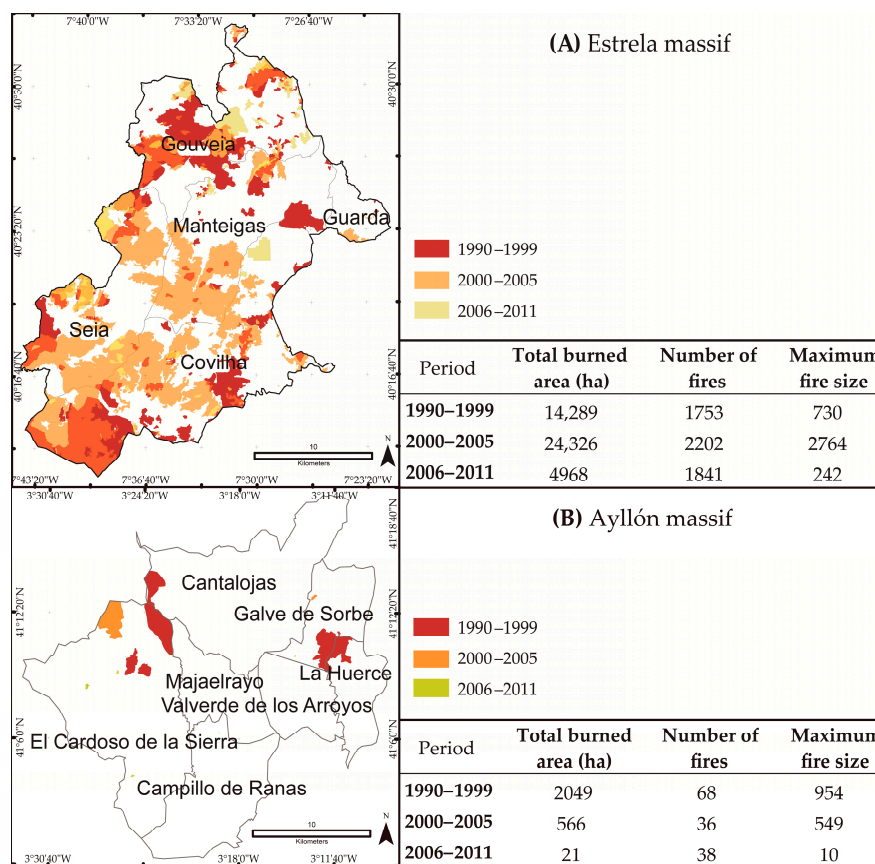 7°40'0"W 7°33'20"W 7°26'40"W
(A) Estrela massif
40°30'0"N
40°30'0"N
Gouveia
Manteigas
Guarda
40°23'20"N
1990–1999
2000–2005
2006–2011
Seia
Covilha
40°16'40"N
40°16'40"N
10
Kilometers
N
7°43'20"W 7°36'40"W 7°30'0"W 7°23'20"W
Period Total burned area (ha) Number of fires Maximum fire size
1990–1999 14,289 1753 730
2000–2005 24,326 2202 2764
2006–2011 4968 1841 242
3°30'40"W 3°24'20"W 3°18'0"W 3°11'40"W
(B) Ayllón massif
41°18'40"N
Cantalojas
41°12'20"N
41°12'20"N
Galve de Sorbe
1990–1999
2000–2005
2006–2011
La Huerce
Majaelrayo
Valverde de los Arroyos
41°6'0"N
41°6'0"N
El Cardoso de la Sierra
Campillo de Ranas
10
Kilometers
N
3°30'40"W 3°18'0"W 3°11'40"W
Period Total burned area (ha) Number of fires Maximum fire size
1990–1999 2049 68 954
2000–2005 566 36 549
2006–2011 21 38 10